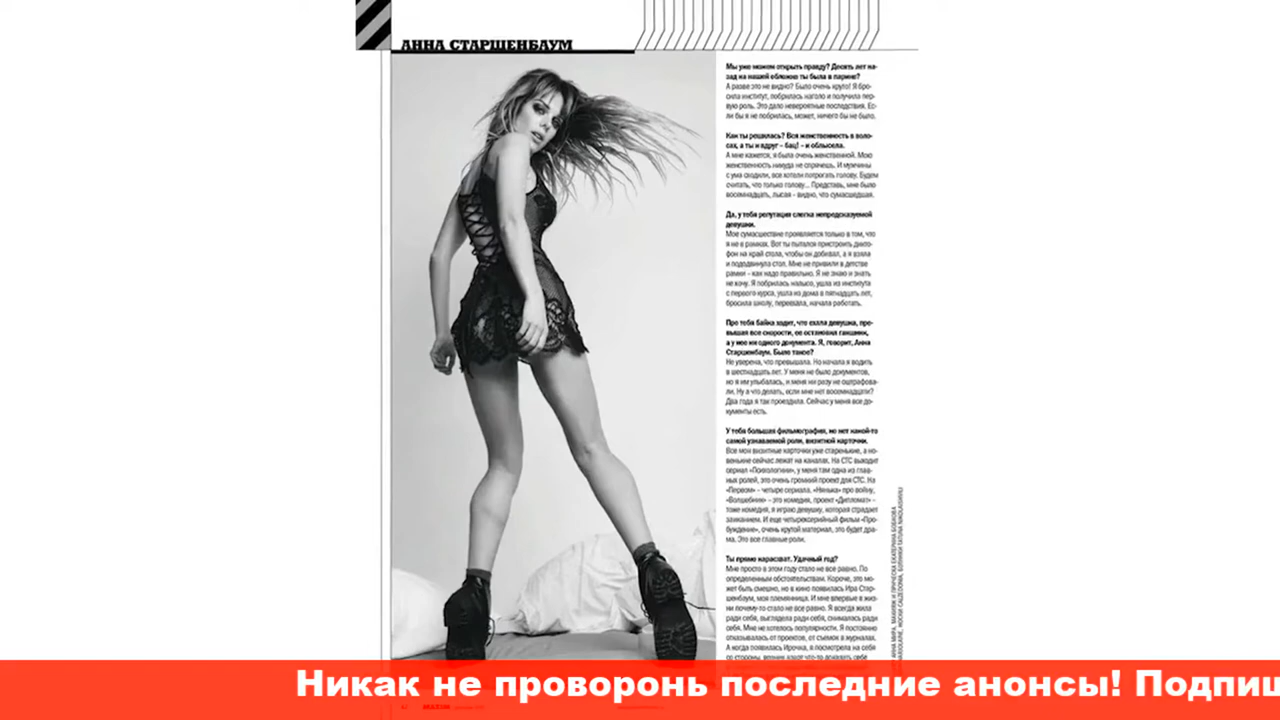 АННА СТАРШЕНБАУМ
Мы уже можем открыть правду? Десять лет на-
зад на нашей обложке ты была в парике?
А разве это не видно? Было очень круто! Я бро-
сила институт, побрилась наголо и получила пер-
вую роль. Это дало невероятные последствия. Ес-
ли бы я не побрилась, может, ничего бы не было.
Как ты решилась? Вся женственность в воло-
сах, а ты и вдруг – бац! – и облысела.
А мне кажется, я была очень женственной. Мою
женственность никуда не спрячешь. И мужчины
с ума сходили, все хотели потрогать голову. Будем
считать, что только голову... Представь, мне было
восемнадцать, лысая – видно, что сумасшедшая.
Да, у тебя репутация слегка непредсказуемой
девушки.
Мое сумасшествие проявляется только в том, что
я не в рамках. Вот ты пытался пристроить дикто-
фон на край стола, чтобы он добивал, а я взяла
и пододвинула стол. Мне не привили в детстве
рамки – как надо правильно. Я не знаю и знать
не хочу. Я побрилась налысо, ушла из института
с первого курса, ушла из дома в пятнадцать лет,
бросила школу, переехала, начала работать.
Про тебя байка ходит, что ехала девушка, пре-
вышая все скорости, ее остановил гаишник,
а у нее ни одного документа. Я, говорит, Анна
Старшенбаум. Было такое?
Не уверена, что превышала. Но начала я водить
в шестнадцать лет. У меня не было документов,
но я им улыбалась, и меня ни разу не оштрафова-
ли. Ну а что делать, если мне нет восемнадцати?
Два года я так проездила. Сейчас у меня все до-
кументы есть.
У тебя большая фильмография, но нет какой-то
самой узнаваемой роли, визитной карточки.
Все мои визитные карточки уже старенькие, а но-
венькие сейчас лежат на каналах. На СТС выходит
сериал «Психологини», у меня там одна из глав-
ных ролей, это очень громкий проект для СТС. На
«Первом» – четыре сериала. «Нянька» про войну,
«Волшебник» – это комедия, проект «Дипломат» –
тоже комедия, я играю девушку, которая страдает
заиканием. И еще четырехсерийный фильм «Про-
буждение», очень крутой материал, это будет дра-
ма. Это все главные роли.
Ты прямо нарасхват. Удачный год?
Мне просто в этом году стало не все равно. По
определенным обстоятельствам. Короче, это мо-
жет быть смешно, но в кино появилась Ира Стар-
шенбаум, моя племянница. И мне впервые в жиз-
ни почему-то стало не все равно. Я всегда жила
ради себя, выглядела ради себя, снималась ради
себя. Мне не хотелось популярности. Я постоянно
отказывалась от проектов, от съемок в журналах.
А когда появилась Ирочка, я посмотрела на себя
со стороны, возник азарт что-то доказать себе
MAXIM
Никак не проворонь последние анонсы! Подпиш